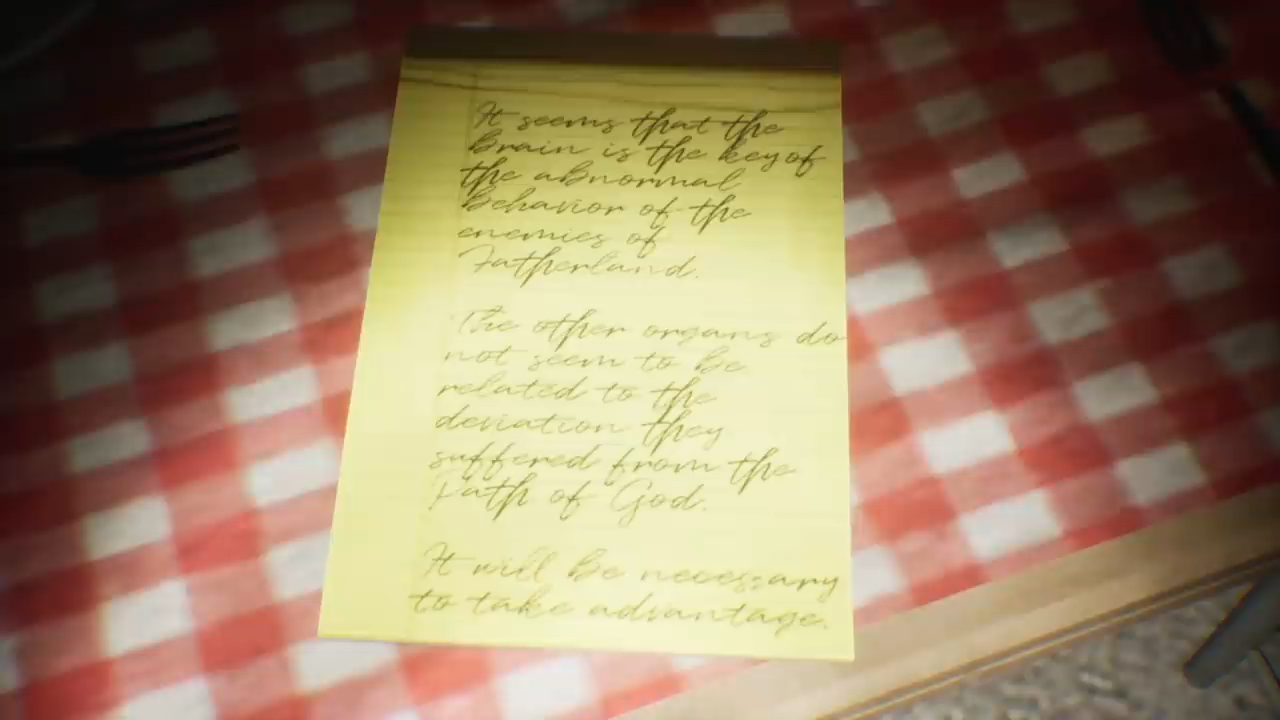 It seems that the
brain is the key of
the abnormal
behavior of the
enemies of
Fatherland.
The other organs do
not seem to be
related to the
deviation they
suffered from the
Path of God.
It will be necessary
to take advantage.